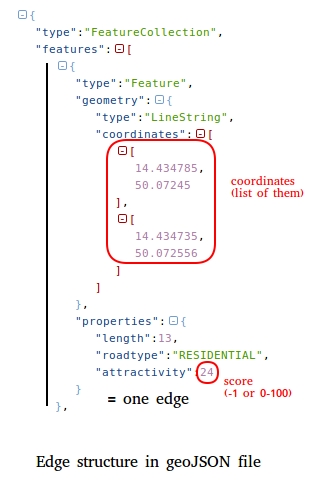 {
"type":"FeatureCollection",
"features":[
{
"type":"Feature",
"geometry":{
"type":"LineString",
"coordinates":[
[
14.434785,
50.07245
],
[
14.434735,
50.072556
]
]
},
"properties":{
"length":13,
"roadtype":"RESIDENTIAL",
"attractivity":24
}
},
coordinates
(list of them)
score
(-1 or 0-100)
= one edge
Edge structure in geoJSON file